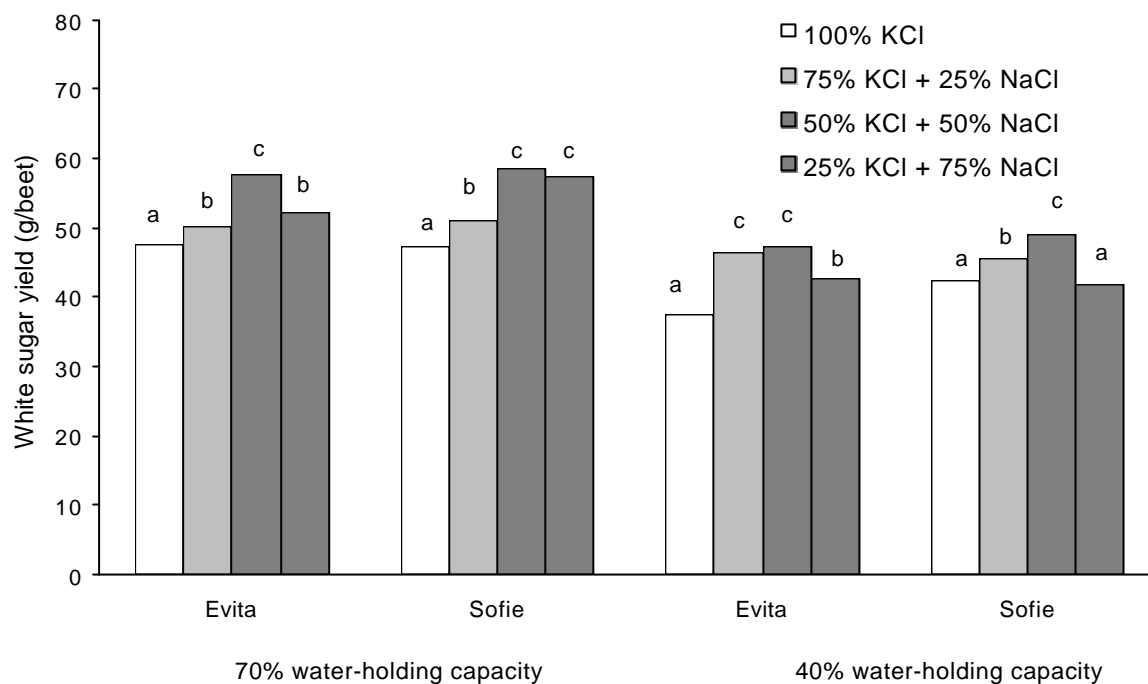 80
70
60
50
40
30
20
10
0
White sugar yield (g/beet)
100% KCl
75% KCl + 25% NaCl
50% KCl + 50% NaCl
25% KCl + 75% NaCl
a b c b
a b c c
a c c b
a b c a
Evita Sofie Evita Sofie
70% water-holding capacity 40% water-holding capacity